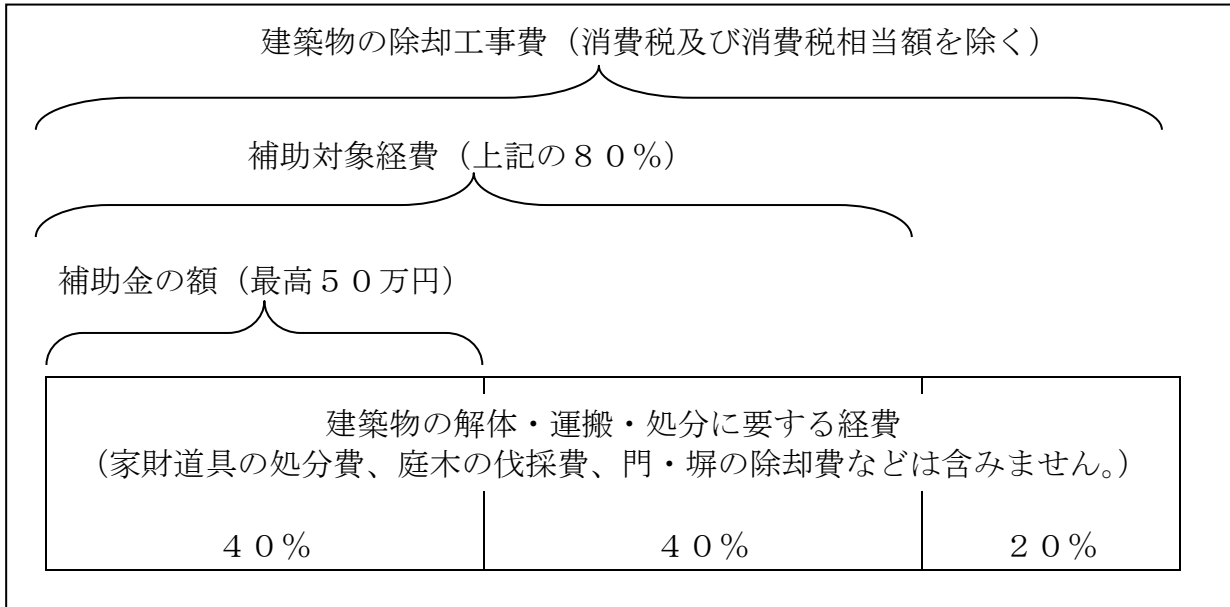 建築物の除却工事費（消費税及び消費税相当額を除く）
補助対象経費（上記の８０％）
補助金の額（最高５０万円）
建築物の解体・運搬・処分に要する経費
（家財道具の処分費、庭木の伐採費、門・塀の除却費などは含みません。）
４０％ ４０％ ２０％